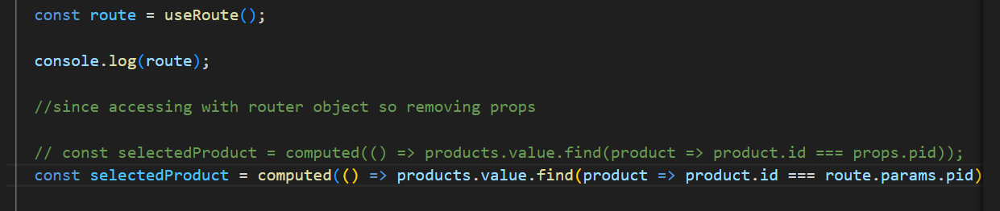 const route = useRoute();
console.log(route);
//since accessing with router object so removing props
// const selectedProduct = computed(() => products.value.find(product => product.id === props.pid));
const selectedProduct = computed(() => products.value.find(product => product.id === route.params.pid)